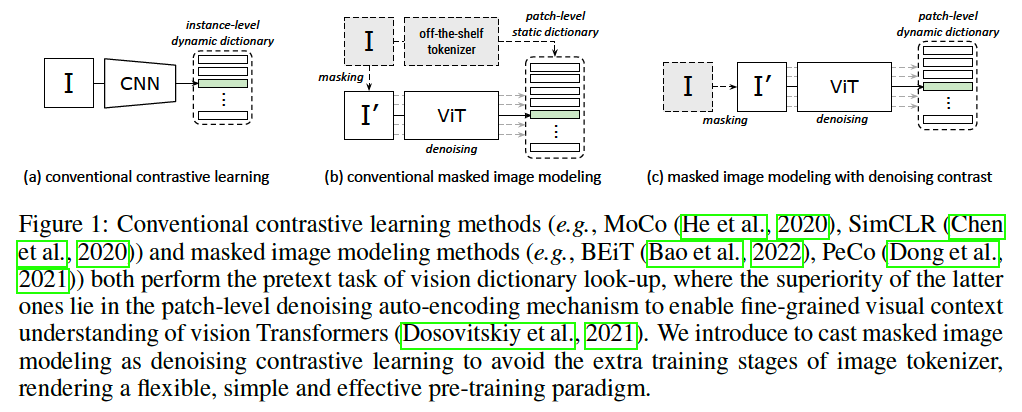 instance-level
dynamic dictionary
I
CNN
(a) conventional contrastive learning
I
off-the-shelf
tokenizer
patch-level
static dictionary
masking
I′
ViT
denoising
(b) conventional masked image modeling
patch-level
dynamic dictionary
I
I′
ViT
masking
denoising
(c) masked image modeling with denoising contrast
Figure 1: Conventional contrastive learning methods (e.g., MoCo (He et al., 2020), SimCLR (Chen
et al., 2020)) and masked image modeling methods (e.g., BEiT (Bao et al., 2022), PeCo (Dong et al.,
2021)) both perform the pretext task of vision dictionary look-up, where the superiority of the latter
ones lie in the patch-level denoising auto-encoding mechanism to enable fine-grained visual context
understanding of vision Transformers (Dosovitskiy et al., 2021). We introduce to cast masked image
modeling as denoising contrastive learning to avoid the extra training stages of image tokenizer,
rendering a flexible, simple and effective pre-training paradigm.